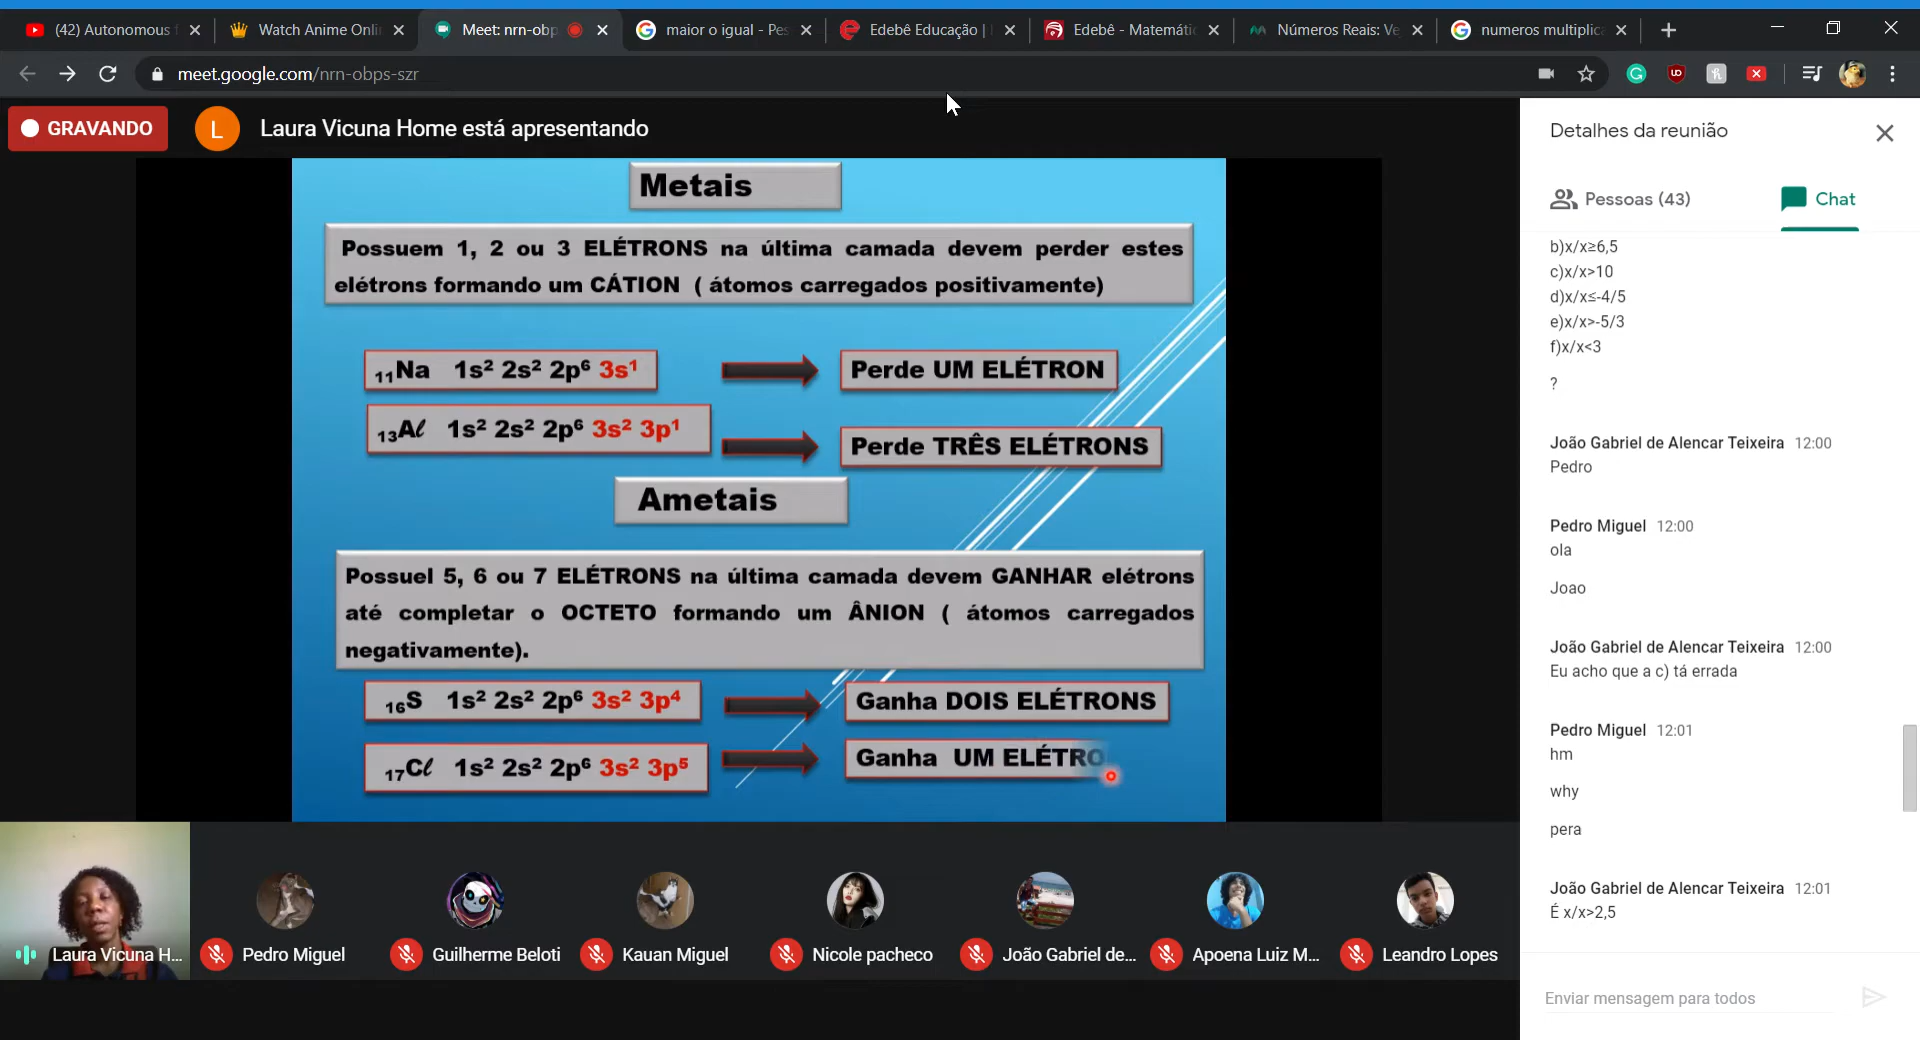 (42) Autonomous
Watch Anime Onli
Meet: nrn-obp
maior o igual - Pes
Edebê Educação |
Edebê - Matemáti
Números Reais: Ve
numeros multiplica
meet.google.com/nrn-obps-szr
GRAVANDO
L
Laura Vicuna Home está apresentando
Metais
Possuem 1, 2 ou 3 ELÉTRONS na última camada devem perder estes
elétrons formando um CÁTION ( átomos carregados positivamente)
₁₁Na 1s² 2s² 2p⁶ 3s¹
Perde UM ELÉTRON
₁₃Aℓ 1s² 2s² 2p⁶ 3s² 3p¹
Perde TRÊS ELÉTRONS
Ametais
Possuel 5, 6 ou 7 ELÉTRONS na última camada devem GANHAR elétrons
até completar o OCTETO formando um ÂNION ( átomos carregados
negativamente).
₁₆S 1s² 2s² 2p⁶ 3s² 3p⁴
Ganha DOIS ELÉTRONS
₁₇Cℓ 1s² 2s² 2p⁶ 3s² 3p⁵
Ganha UM ELÉTRO
Laura Vicuna H...
Pedro Miguel
Guilherme Beloti
Kauan Miguel
Nicole pacheco
João Gabriel de...
Apoena Luiz M...
Leandro Lopes
Detalhes da reunião
Pessoas (43)
Chat
b)x/x≥6,5
c)x/x>10
d)x/x≤-4/5
e)x/x>-5/3
f)x/x<3
?
João Gabriel de Alencar Teixeira 12:00
Pedro
Pedro Miguel 12:00
ola
Joao
João Gabriel de Alencar Teixeira 12:00
Eu acho que a c) tá errada
Pedro Miguel 12:01
hm
why
pera
João Gabriel de Alencar Teixeira 12:01
É x/x>2,5
Enviar mensagem para todos